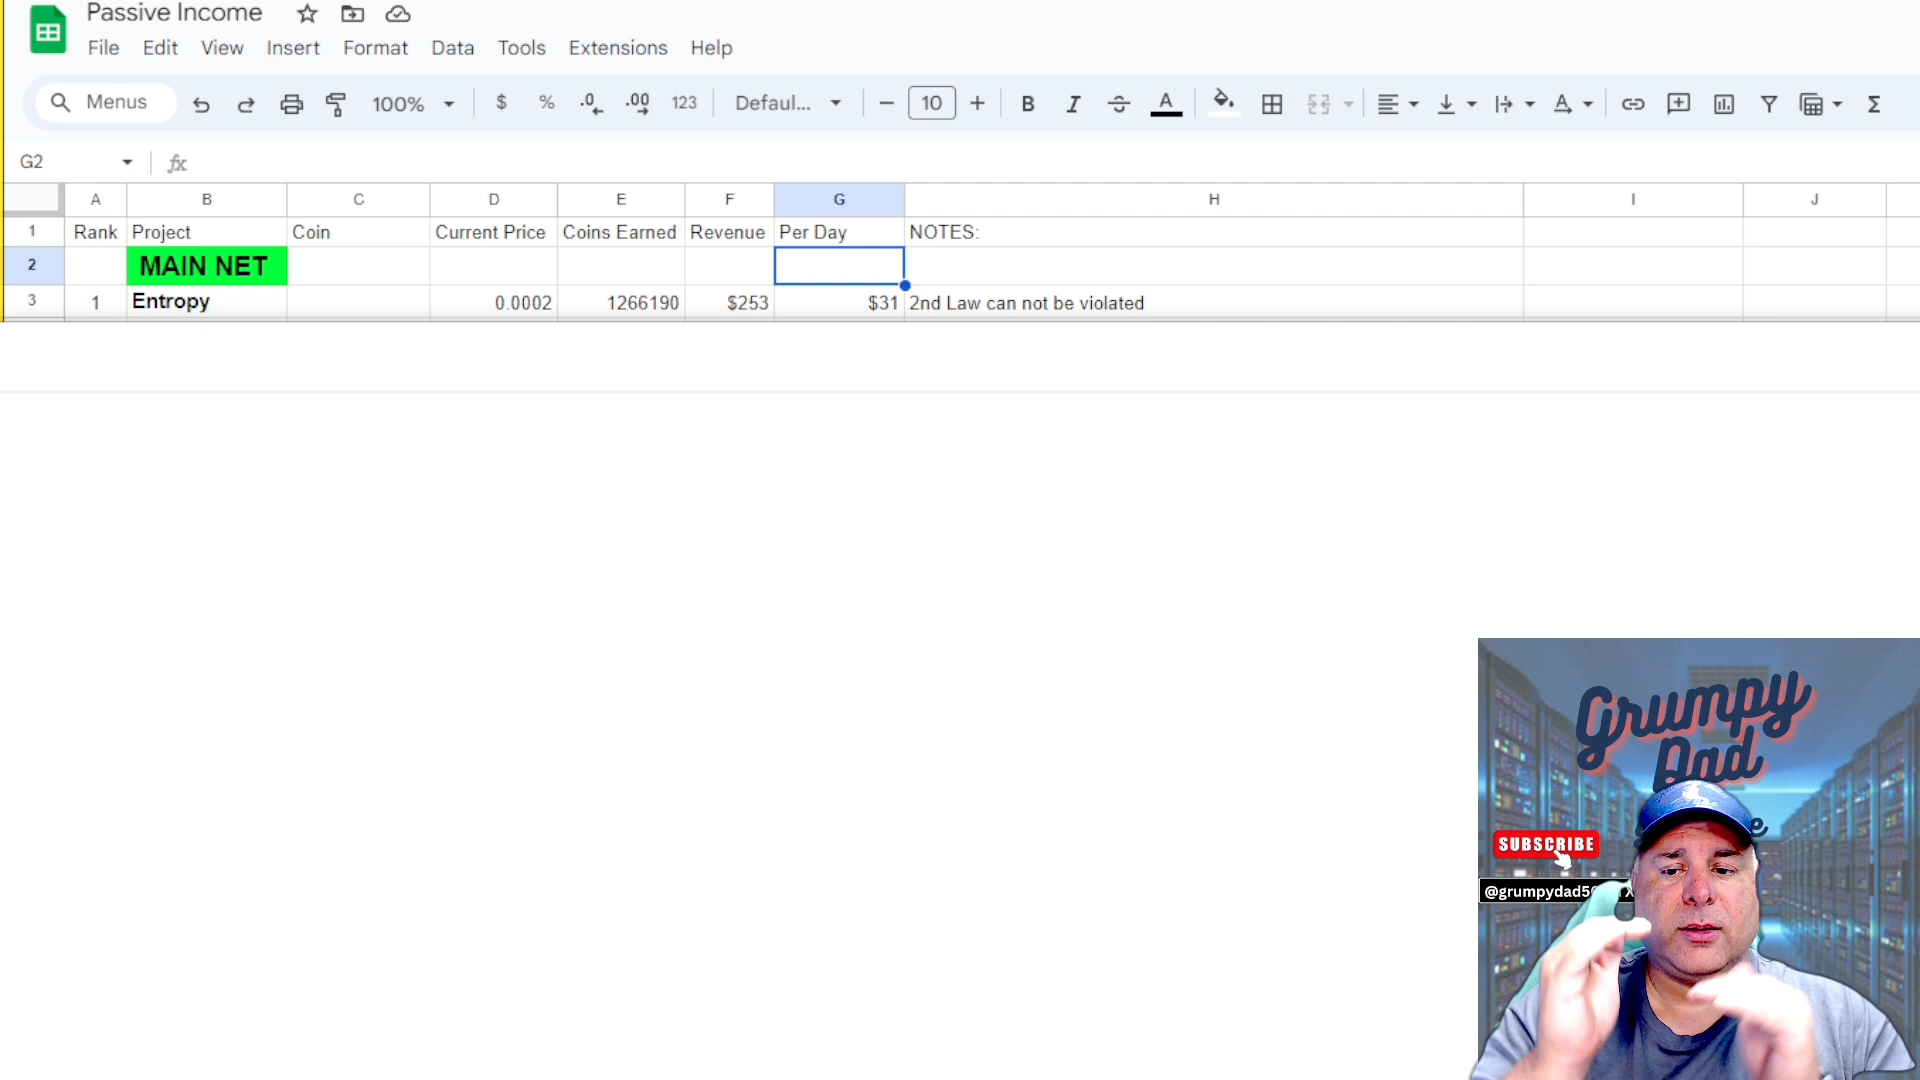 Passive Income
File Edit View Insert Format Data Tools Extensions Help
Menus 100% $ % .0 .00 123 Defaul... 10 B I A A Σ
G2 fx
A B C D E F G H I J
1 Rank Project Coin Current Price Coins Earned Revenue Per Day NOTES:
2 MAIN NET
3 1 Entropy 0.0002 1266190 $253 $31 2nd Law can not be violated
Grumpy
Dad
SUBSCRIBE